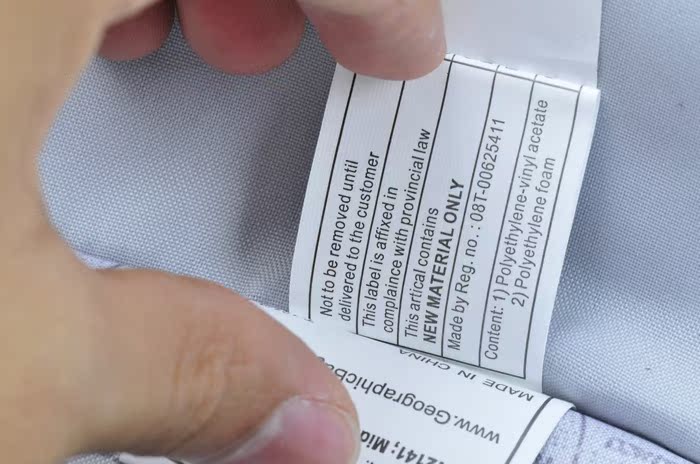 Not to be removed until
delivered to the customer
This label is affixed in
complaince with provincial law
This artical contains
NEW MATERIAL ONLY
Made by Reg. no. : 08T-00625411
Content: 1) Polyethylene-vinyl acetate
2) Polyethylene foam
MADE IN CHINA